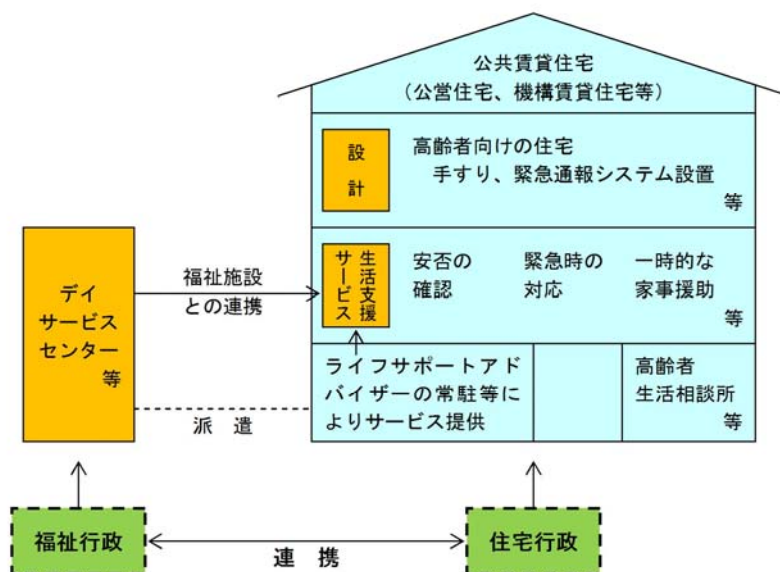 公共賃貸住宅
（公営住宅、機構賃貸住宅等）
設
計
高齢者向けの住宅
手すり、緊急通報システム設置
等
生活支援
サービス
安否の
確認
緊急時の
対応
一時的な
家事援助
等
デイ
サービス
センター
等
福祉施設
との連携
ライフサポートアド
バイザーの常駐等に
よりサービス提供
高齢者
生活相談所
等
派　遣
福祉行政
連　携
住宅行政